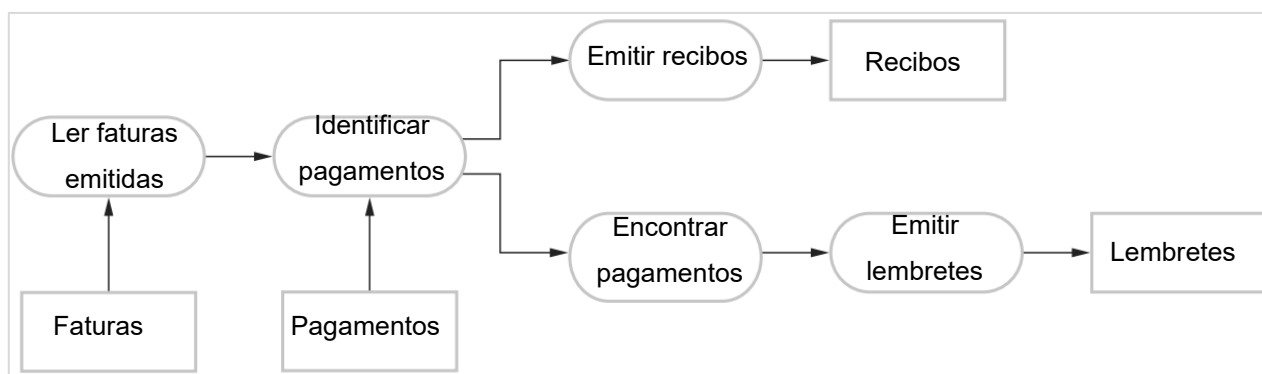 Emitir recibos
Recibos
Ler faturas
emitidas
Identificar
pagamentos
Encontrar
pagamentos
Emitir
lembretes
Lembretes
Faturas
Pagamentos